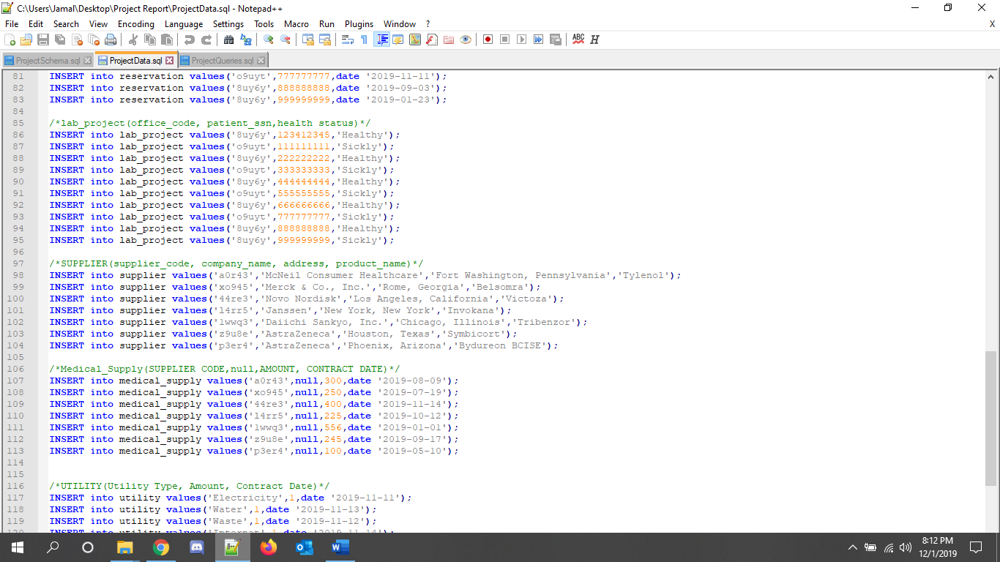 C:\Users\Jamal\Desktop\Project Report\ProjectData.sql - Notepad++
File Edit Search View Encoding Language Settings Tools Macro Run Plugins Window ? X
ProjectSchema.sql ProjectData.sql ProjectQueries.sql
81 INSERT into reservation values('o9uyt',777777777,date '2019-11-11');
82 INSERT into reservation values('8uy6y',888888888,date '2019-09-03');
83 INSERT into reservation values('8uy6y',999999999,date '2019-01-23');
84
85 /*lab_project(office_code, patient_ssn,health status)*/
86 INSERT into lab_project values('8uy6y',123412345,'Healthy');
87 INSERT into lab_project values('o9uyt',111111111,'Sickly');
88 INSERT into lab_project values('8uy6y',222222222,'Healthy');
89 INSERT into lab_project values('o9uyt',333333333,'Sickly');
90 INSERT into lab_project values('8uy6y',444444444,'Healthy');
91 INSERT into lab_project values('o9uyt',555555555,'Sickly');
92 INSERT into lab_project values('8uy6y',666666666,'Healthy');
93 INSERT into lab_project values('o9uyt',777777777,'Sickly');
94 INSERT into lab_project values('8uy6y',888888888,'Healthy');
95 INSERT into lab_project values('8uy6y',999999999,'Sickly');
96
97 /*SUPPLIER(supplier_code, company_name, address, product_name)*/
98 INSERT into supplier values('a0r43','McNeil Consumer Healthcare','Fort Washington, Pennsylvania','Tylenol');
99 INSERT into supplier values('xo945','Merck & Co., Inc.','Rome, Georgia','Belsomra');
100 INSERT into supplier values('44re3','Novo Nordisk','Los Angeles, California','Victoza');
101 INSERT into supplier values('l4rr5','Janssen','New York, New York','Invokana');
102 INSERT into supplier values('1wwq3','Daiichi Sankyo, Inc.','Chicago, Illinois','Tribenzor');
103 INSERT into supplier values('z9u8e','AstraZeneca','Houston, Texas','Symbicort');
104 INSERT into supplier values('p3er4','AstraZeneca','Phoenix, Arizona','Bydureon BCISE');
105
106 /*Medical_Supply(SUPPLIER CODE,null,AMOUNT, CONTRACT DATE)*/
107 INSERT into medical_supply values('a0r43',null,300,date '2019-08-09');
108 INSERT into medical_supply values('xo945',null,250,date '2019-07-19');
109 INSERT into medical_supply values('44re3',null,400,date '2019-11-14');
110 INSERT into medical_supply values('l4rr5',null,225,date '2019-10-12');
111 INSERT into medical_supply values('1wwq3',null,556,date '2019-01-01');
112 INSERT into medical_supply values('z9u8e',null,245,date '2019-09-17');
113 INSERT into medical_supply values('p3er4',null,100,date '2019-05-10');
114
115
116 /*UTILITY(Utility Type, Amount, Contract Date)*/
117 INSERT into utility values('Electricity',1,date '2019-11-11');
118 INSERT into utility values('Water',1,date '2019-11-13');
119 INSERT into utility values('Waste',1,date '2019-11-12');
120 INSERT into utility values('Internet',1,date '2019-11-14');
8:12 PM
12/1/2019